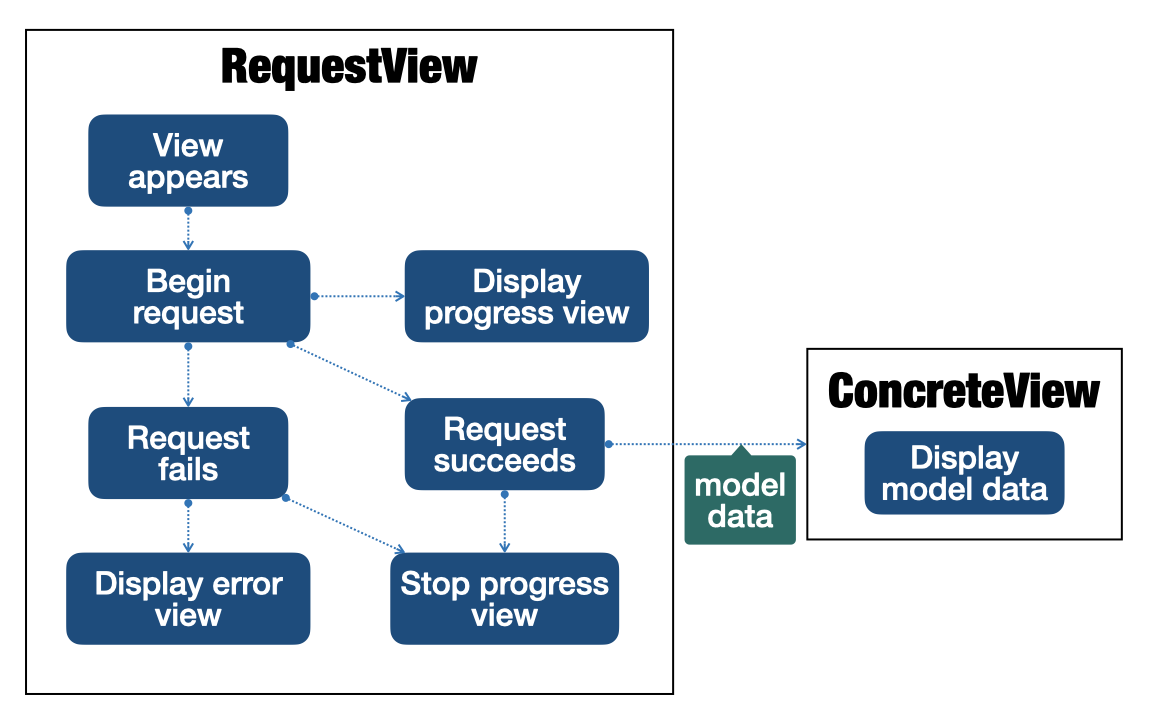 RequestView
View
appears
Begin
request
Display
progress view
Request
fails
Request
succeeds
Display error
view
Stop progress
view
model
data
ConcreteView
Display
model data